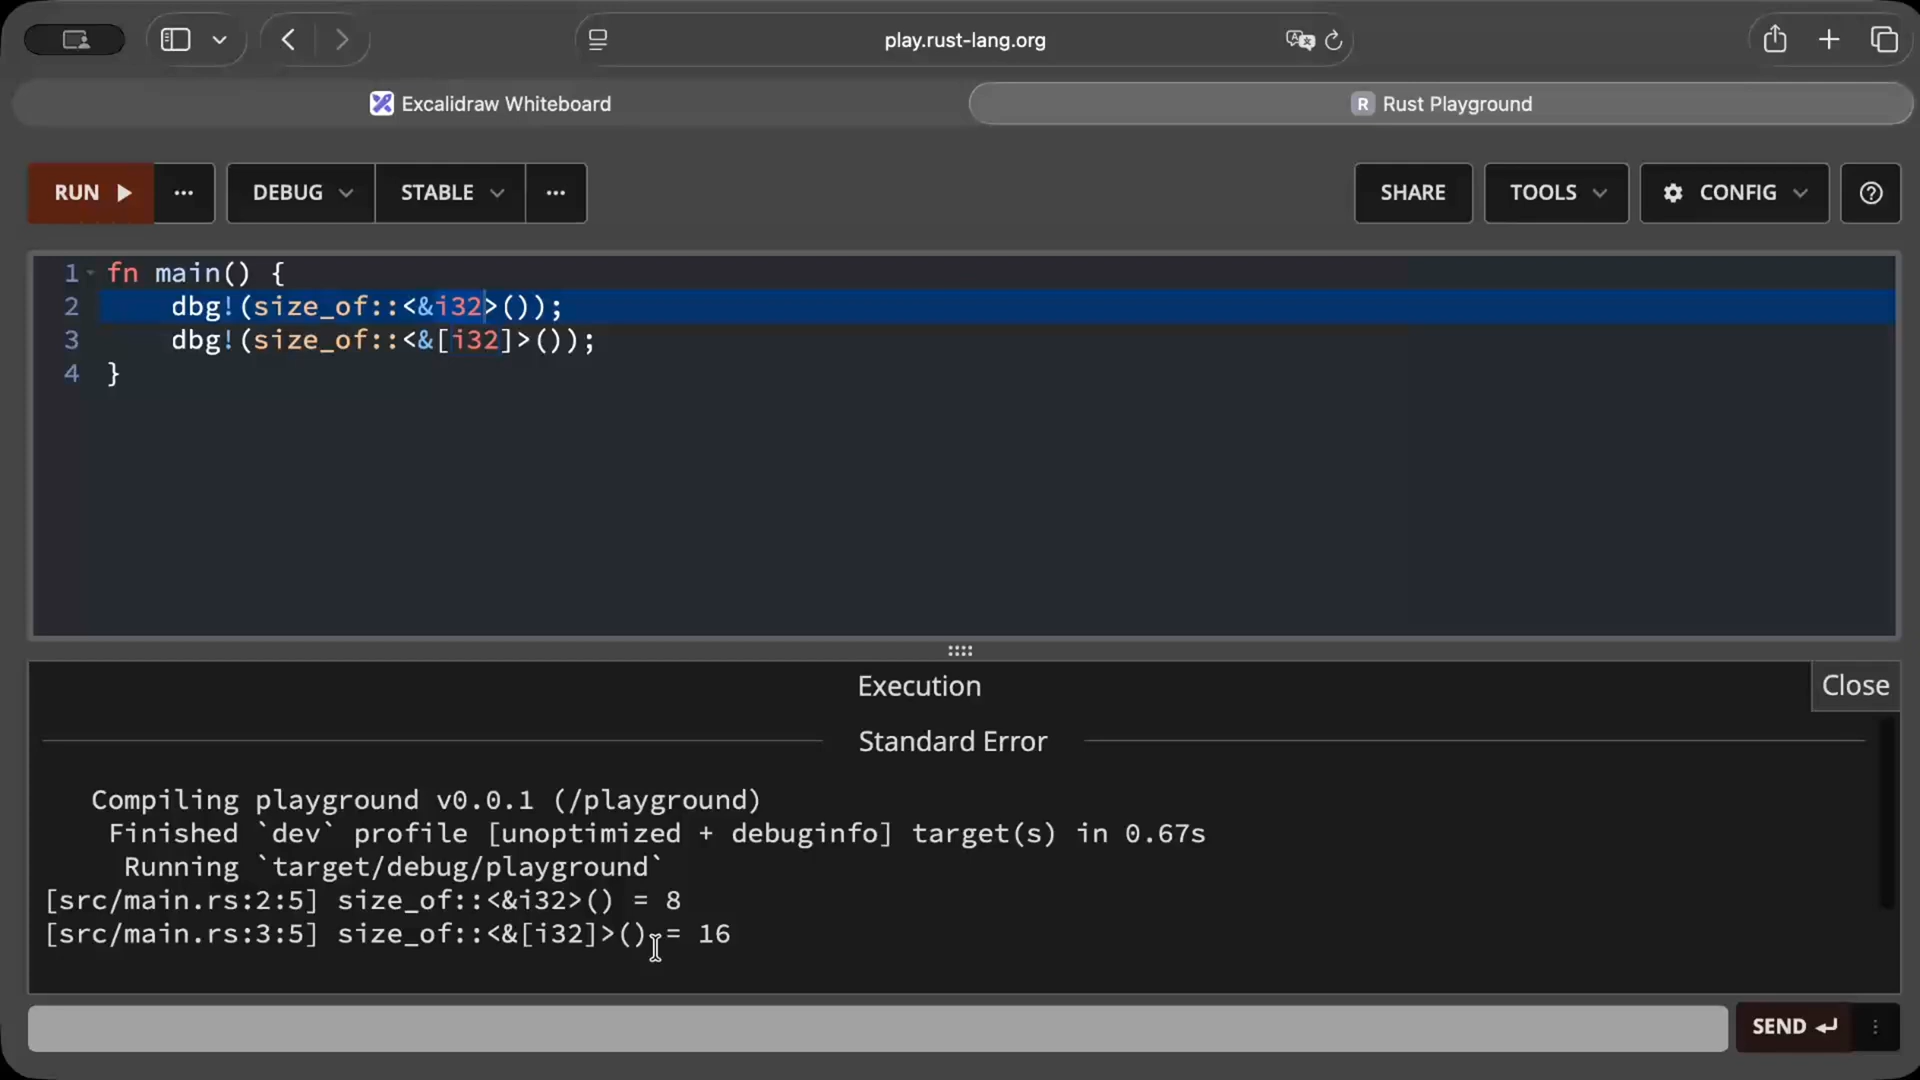 play.rust-lang.org
Excalidraw Whiteboard
R Rust Playground
RUN ... DEBUG STABLE ... SHARE TOOLS CONFIG
1 fn main() {
2     dbg!(size_of::<&i32>());
3     dbg!(size_of::<&[i32]>());
4 }
Execution
Close
Standard Error
   Compiling playground v0.0.1 (/playground)
    Finished `dev` profile [unoptimized + debuginfo] target(s) in 0.67s
     Running `target/debug/playground`
[src/main.rs:2:5] size_of::<&i32>() = 8
[src/main.rs:3:5] size_of::<&[i32]>() = 16
SEND